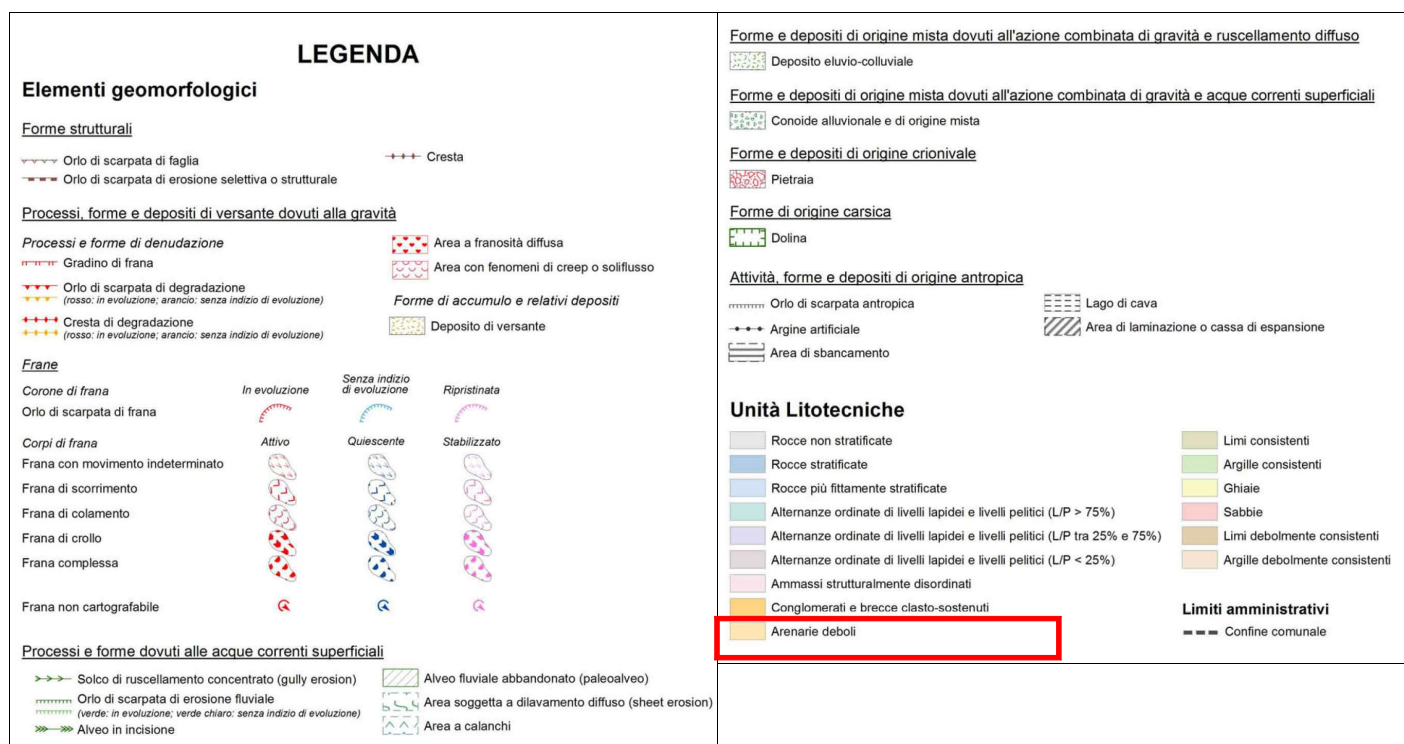 LEGENDA
Elementi geomorfologici
Forme strutturali
Orlo di scarpata di faglia
Cresta
Orlo di scarpata di erosione selettiva o strutturale
Processi, forme e depositi di versante dovuti alla gravità
Processi e forme di denudazione
Area a franosità diffusa
Gradino di frana
Area con fenomeni di creep o soliflusso
Orlo di scarpata di degradazione
(rosso: in evoluzione; arancio: senza indizio di evoluzione)
Forme di accumulo e relativi depositi
Cresta di degradazione
(rosso: in evoluzione; arancio: senza indizio di evoluzione)
Deposito di versante
Frane
Corone di frana
In evoluzione
Senza indizio
di evoluzione
Ripristinata
Orlo di scarpata di frana
Corpi di frana
Attivo
Quiescente
Stabilizzato
Frana con movimento indeterminato
Frana di scorrimento
Frana di colamento
Frana di crollo
Frana complessa
Frana non cartografabile
Processi e forme dovuti alle acque correnti superficiali
Solco di ruscellamento concentrato (gully erosion)
Alveo fluviale abbandonato (paleoalveo)
Orlo di scarpata di erosione fluviale
(verde: in evoluzione; verde chiaro: senza indizio di evoluzione)
Area soggetta a dilavamento diffuso (sheet erosion)
Alveo in incisione
Area a calanchi
Forme e depositi di origine mista dovuti all'azione combinata di gravità e ruscellamento diffuso
Deposito eluvio-colluviale
Forme e depositi di origine mista dovuti all'azione combinata di gravità e acque correnti superficiali
Conoide alluvionale e di origine mista
Forme e depositi di origine crionivale
Pietraia
Forme di origine carsica
Dolina
Attività, forme e depositi di origine antropica
Orlo di scarpata antropica
Lago di cava
Argine artificiale
Area di laminazione o cassa di espansione
Area di sbancamento
Unità Litotecniche
Rocce non stratificate
Limi consistenti
Rocce stratificate
Argille consistenti
Rocce più fittamente stratificate
Ghiaie
Alternanze ordinate di livelli lapidei e livelli pelitici (L/P > 75%)
Sabbie
Alternanze ordinate di livelli lapidei e livelli pelitici (L/P tra 25% e 75%)
Limi debolmente consistenti
Alternanze ordinate di livelli lapidei e livelli pelitici (L/P < 25%)
Argille debolmente consistenti
Ammassi strutturalmente disordinati
Conglomerati e brecce clasto-sostenuti
Limiti amministrativi
Arenarie deboli
Confine comunale